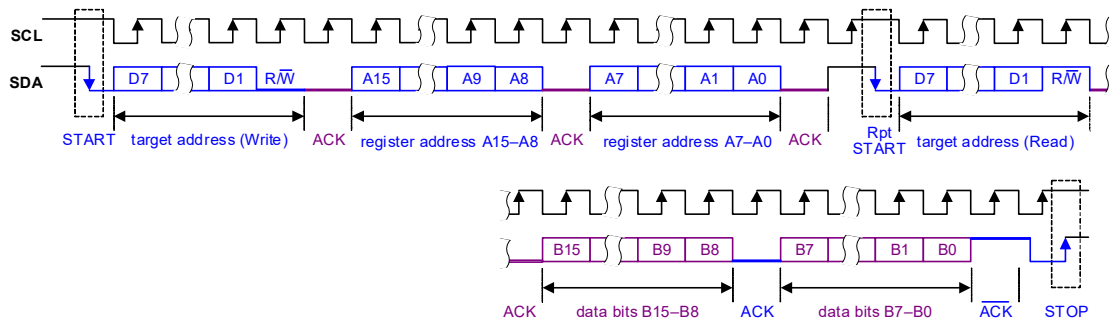 SCL
SDA D7 D1 R/W̅ A15 A9 A8 A7 A1 A0 D7 D1 R/W̅
START target address (Write) ACK register address A15–A8 ACK register address A7–A0 ACK Rpt START target address (Read)
B15 B9 B8 B7 B1 B0
ACK data bits B15–B8 ACK data bits B7–B0 A̅C̅K̅ STOP